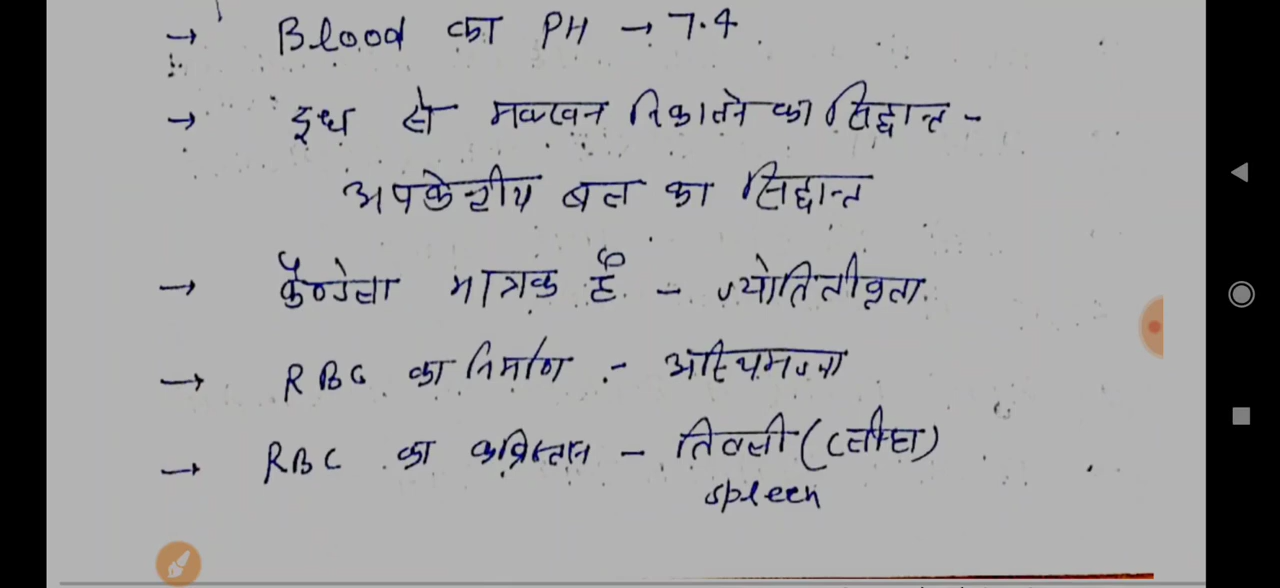 → Blood का PH → 7.4
→ दूध से मक्खन निकालने का सिद्धान्त -
अपकेन्द्रीय बल का सिद्धान्त
→ कैण्डेला मात्रक है - ज्योतितीव्रता
→ RBC का निर्माण :- अस्थिमज्जा
→ RBC का कब्रिस्तान - तिल्ली (प्लीहा)
spleen